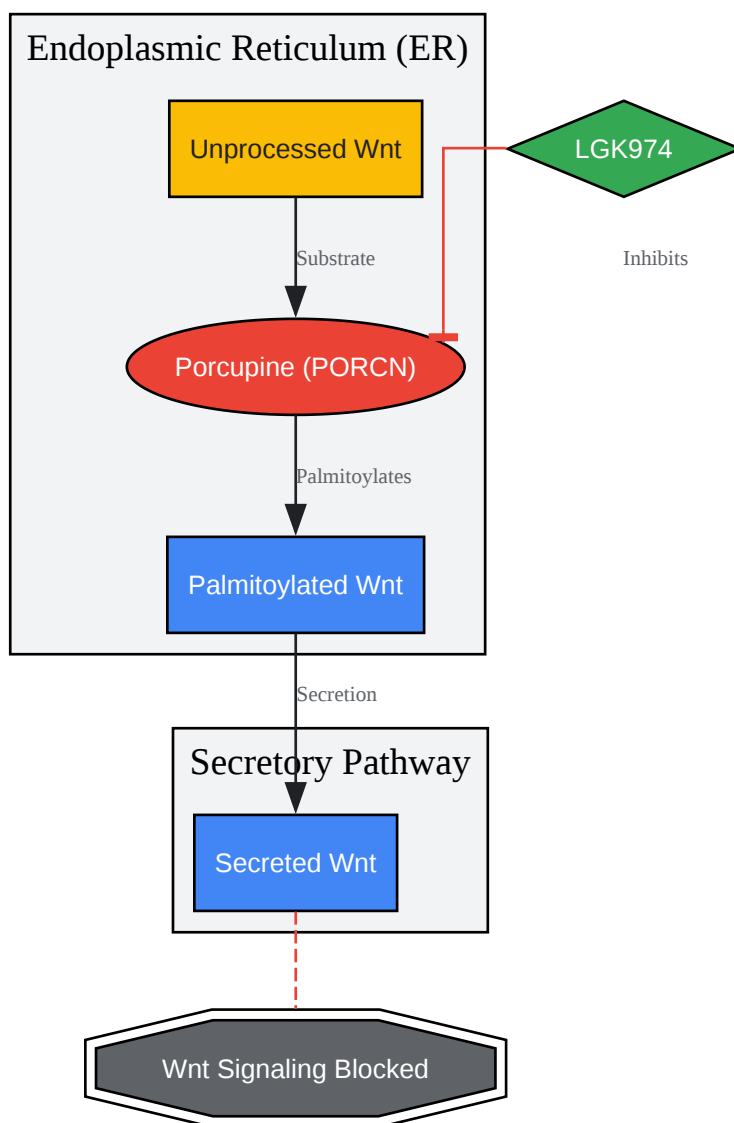 Endoplasmic Reticulum (ER)
Unprocessed Wnt
LGK974
Substrate
Inhibits
Porcupine (PORCN)
Palmitoylates
Palmitoylated Wnt
Secretion
Secretory Pathway
Secreted Wnt
Wnt Signaling Blocked